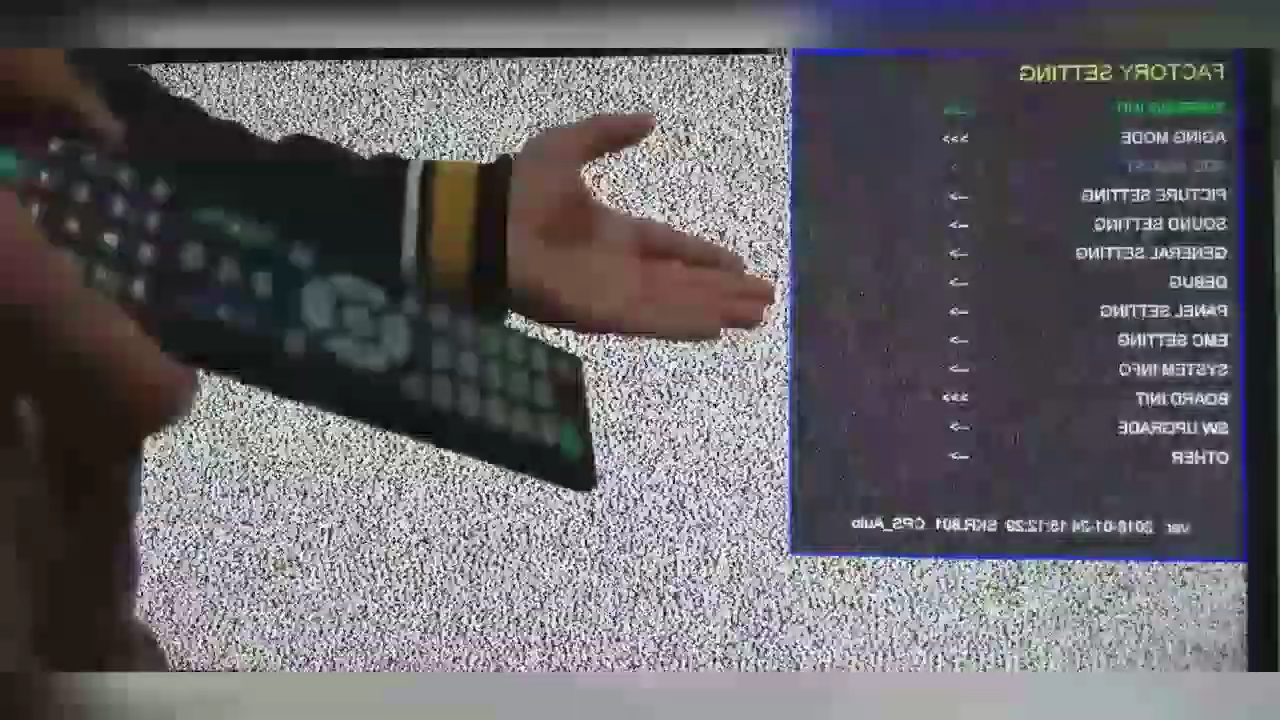 FACTORY SETTING
AGING MODE >>>
PICTURE SETTING ->
SOUND SETTING ->
GENERAL SETTING ->
DEBUG ->
PANEL SETTING ->
EMC SETTING ->
SYSTEM INFO ->
BOARD INIT >>>
SW UPGRADE ->
OTHER ->
ver